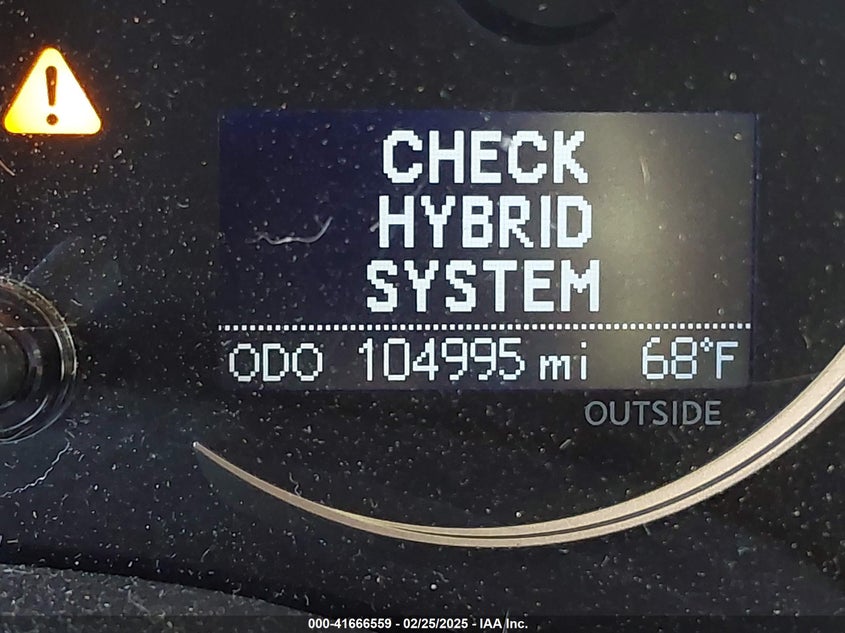 CHECK
HYBRID
SYSTEM
ODO 104995 mi 68°F
OUTSIDE
000-41666559 - 02/25/2025 - IAA Inc.